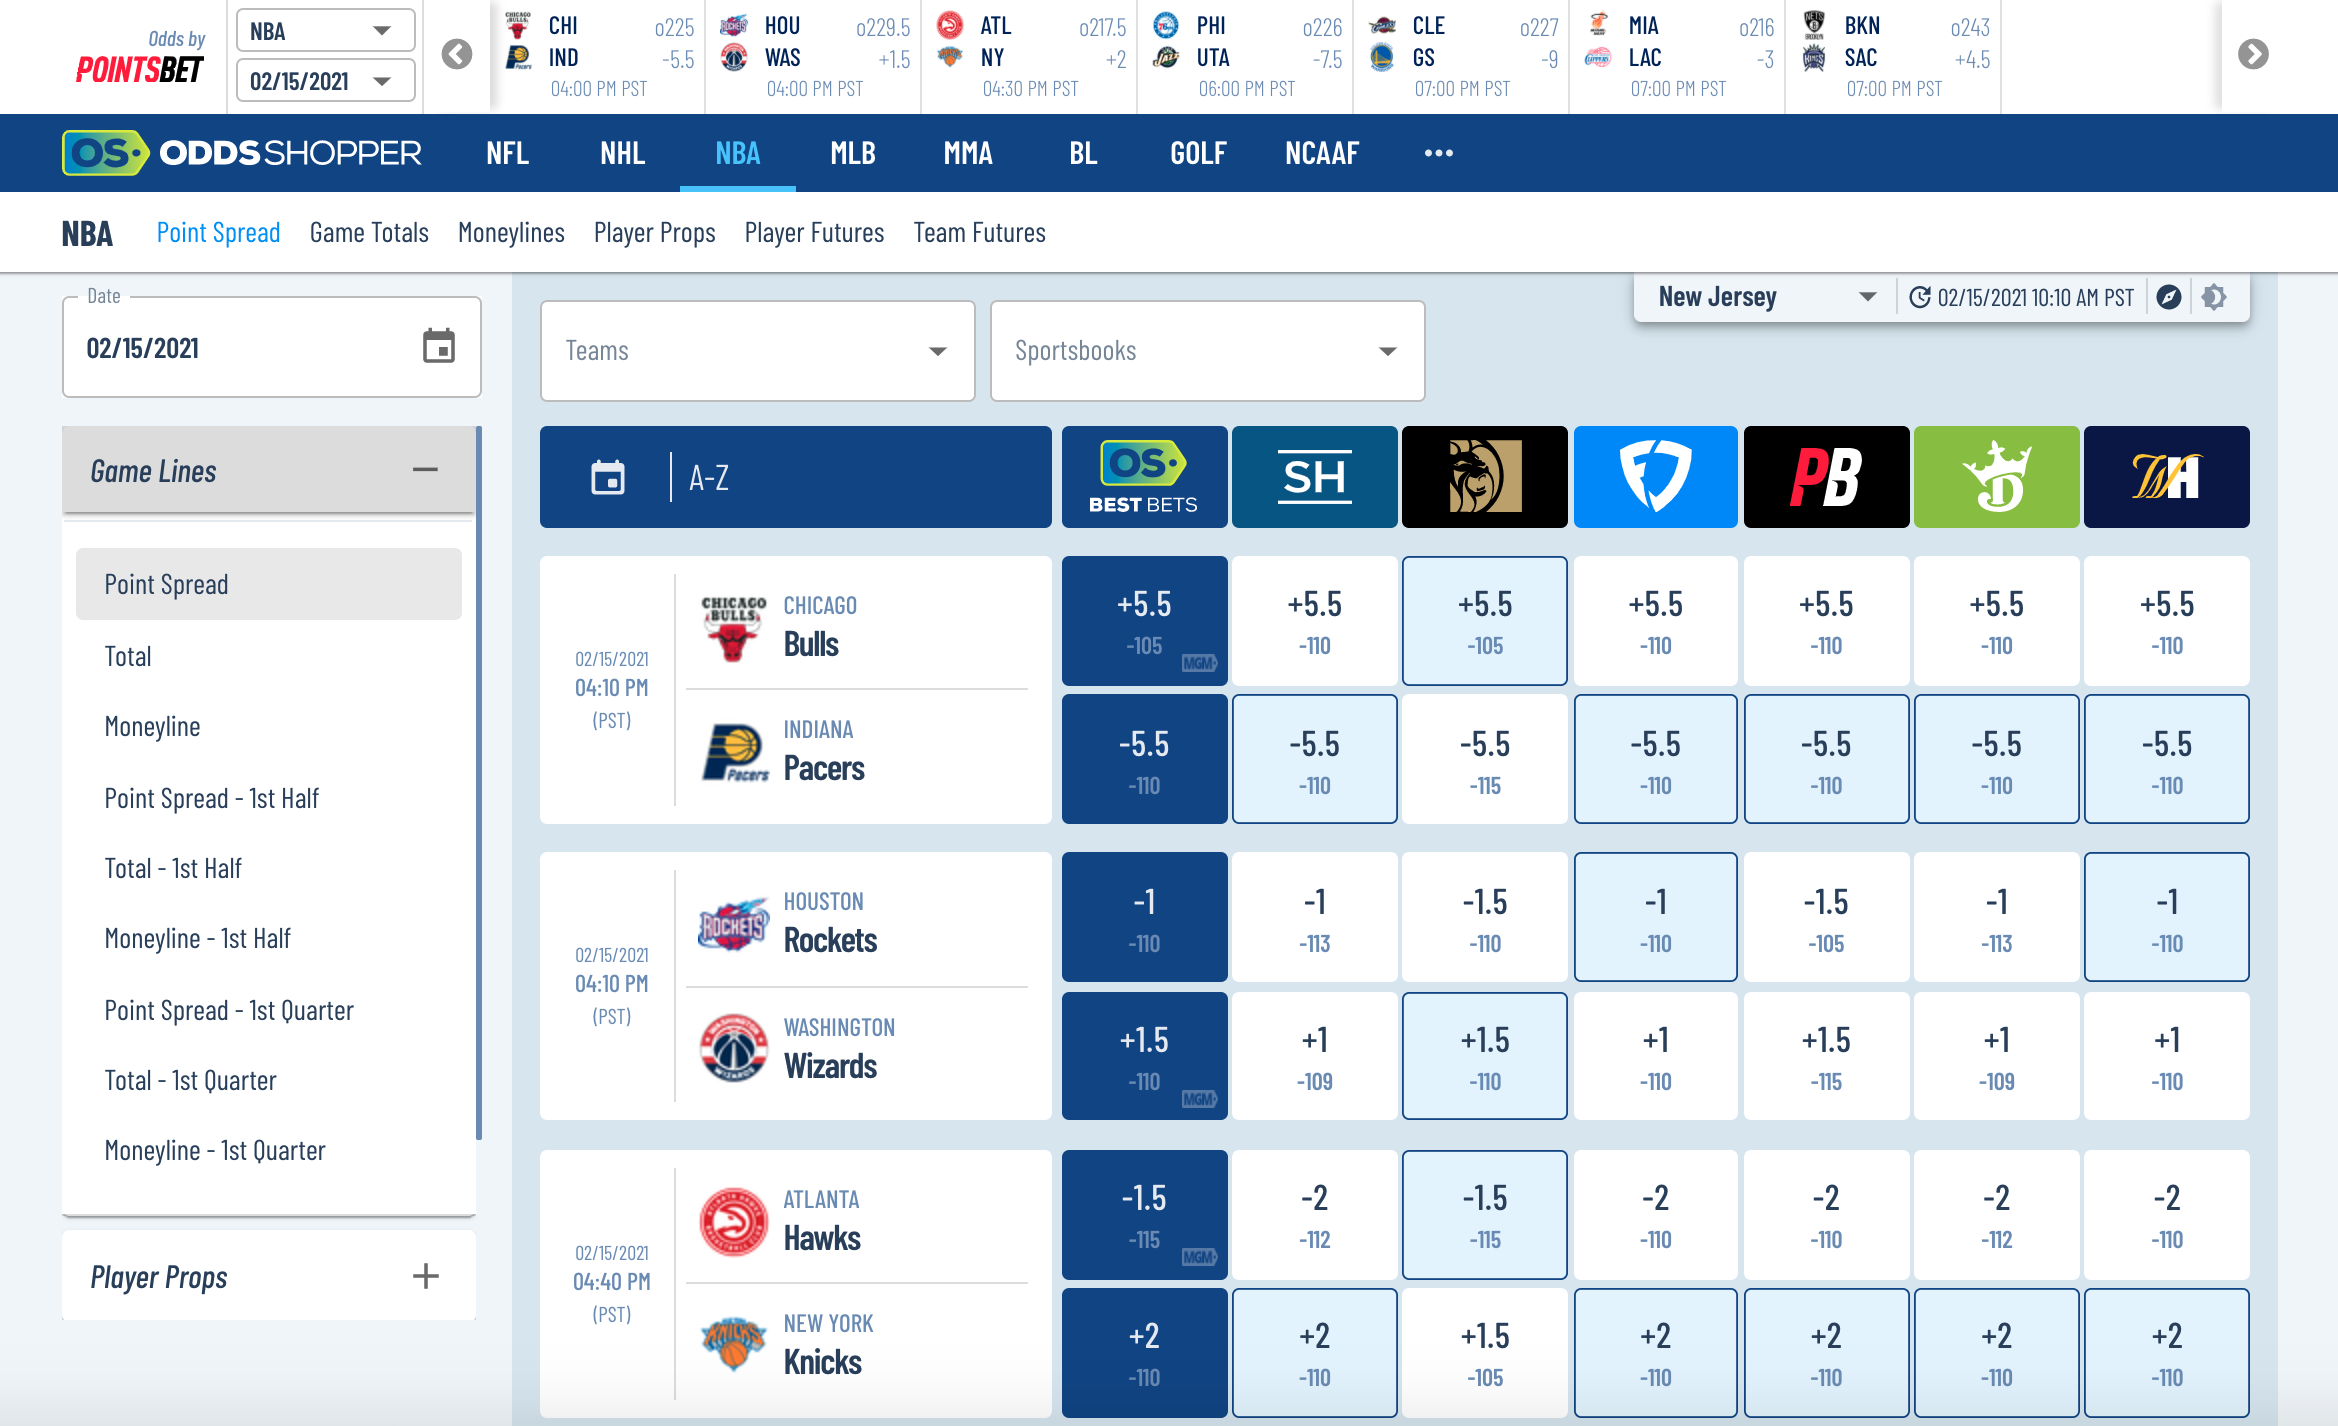 Odds by
POINTSBET
NBA
02/15/2021
CHI o225
IND -5.5
04:00 PM PST
HOU o229.5
WAS +1.5
04:00 PM PST
ATL o217.5
NY +2
04:30 PM PST
PHI o226
UTA -7.5
06:00 PM PST
CLE o227
GS -9
07:00 PM PST
MIA o216
LAC -3
07:00 PM PST
BKN o243
SAC +4.5
07:00 PM PST
OS ODDSSHOPPER NFL NHL NBA MLB MMA BL GOLF NCAAF
NBA Point Spread Game Totals Moneylines Player Props Player Futures Team Futures
New Jersey 02/15/2021 10:10 AM PST
Date
02/15/2021
Teams
Sportsbooks
Game Lines
Point Spread
Total
Moneyline
Point Spread - 1st Half
Total - 1st Half
Moneyline - 1st Half
Point Spread - 1st Quarter
Total - 1st Quarter
Moneyline - 1st Quarter
Player Props
A-Z
OS
BEST BETS
SH
PB
D
WH
02/15/2021
04:10 PM
(PST)
CHICAGO BULLS
CHICAGO
Bulls
+5.5 +5.5 +5.5 +5.5 +5.5 +5.5 +5.5
-105 -110 -105 -110 -110 -110 -110
MGM
Pacers
INDIANA
Pacers
-5.5 -5.5 -5.5 -5.5 -5.5 -5.5 -5.5
-110 -110 -115 -110 -110 -110 -110
02/15/2021
04:10 PM
(PST)
ROCKETS
HOUSTON
Rockets
-1 -1 -1.5 -1 -1.5 -1 -1
-110 -113 -110 -110 -105 -113 -110
WIZARDS
WASHINGTON
Wizards
+1.5 +1 +1.5 +1 +1.5 +1 +1
-110 -109 -110 -110 -115 -109 -110
MGM
02/15/2021
04:40 PM
(PST)
ATLANTA
Hawks
-1.5 -2 -1.5 -2 -2 -2 -2
-115 -112 -115 -110 -110 -112 -110
MGM
KNICKS
NEW YORK
Knicks
+2 +2 +1.5 +2 +2 +2 +2
-110 -110 -105 -110 -110 -110 -110